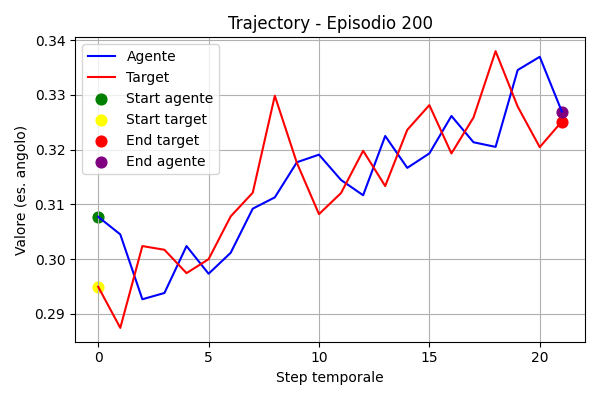 Trajectory - Episodio 200
Agente
Target
Start agente
Start target
End target
End agente
Valore (es. angolo)
0.34
0.33
0.32
0.31
0.30
0.29
0
5
10
15
20
Step temporale